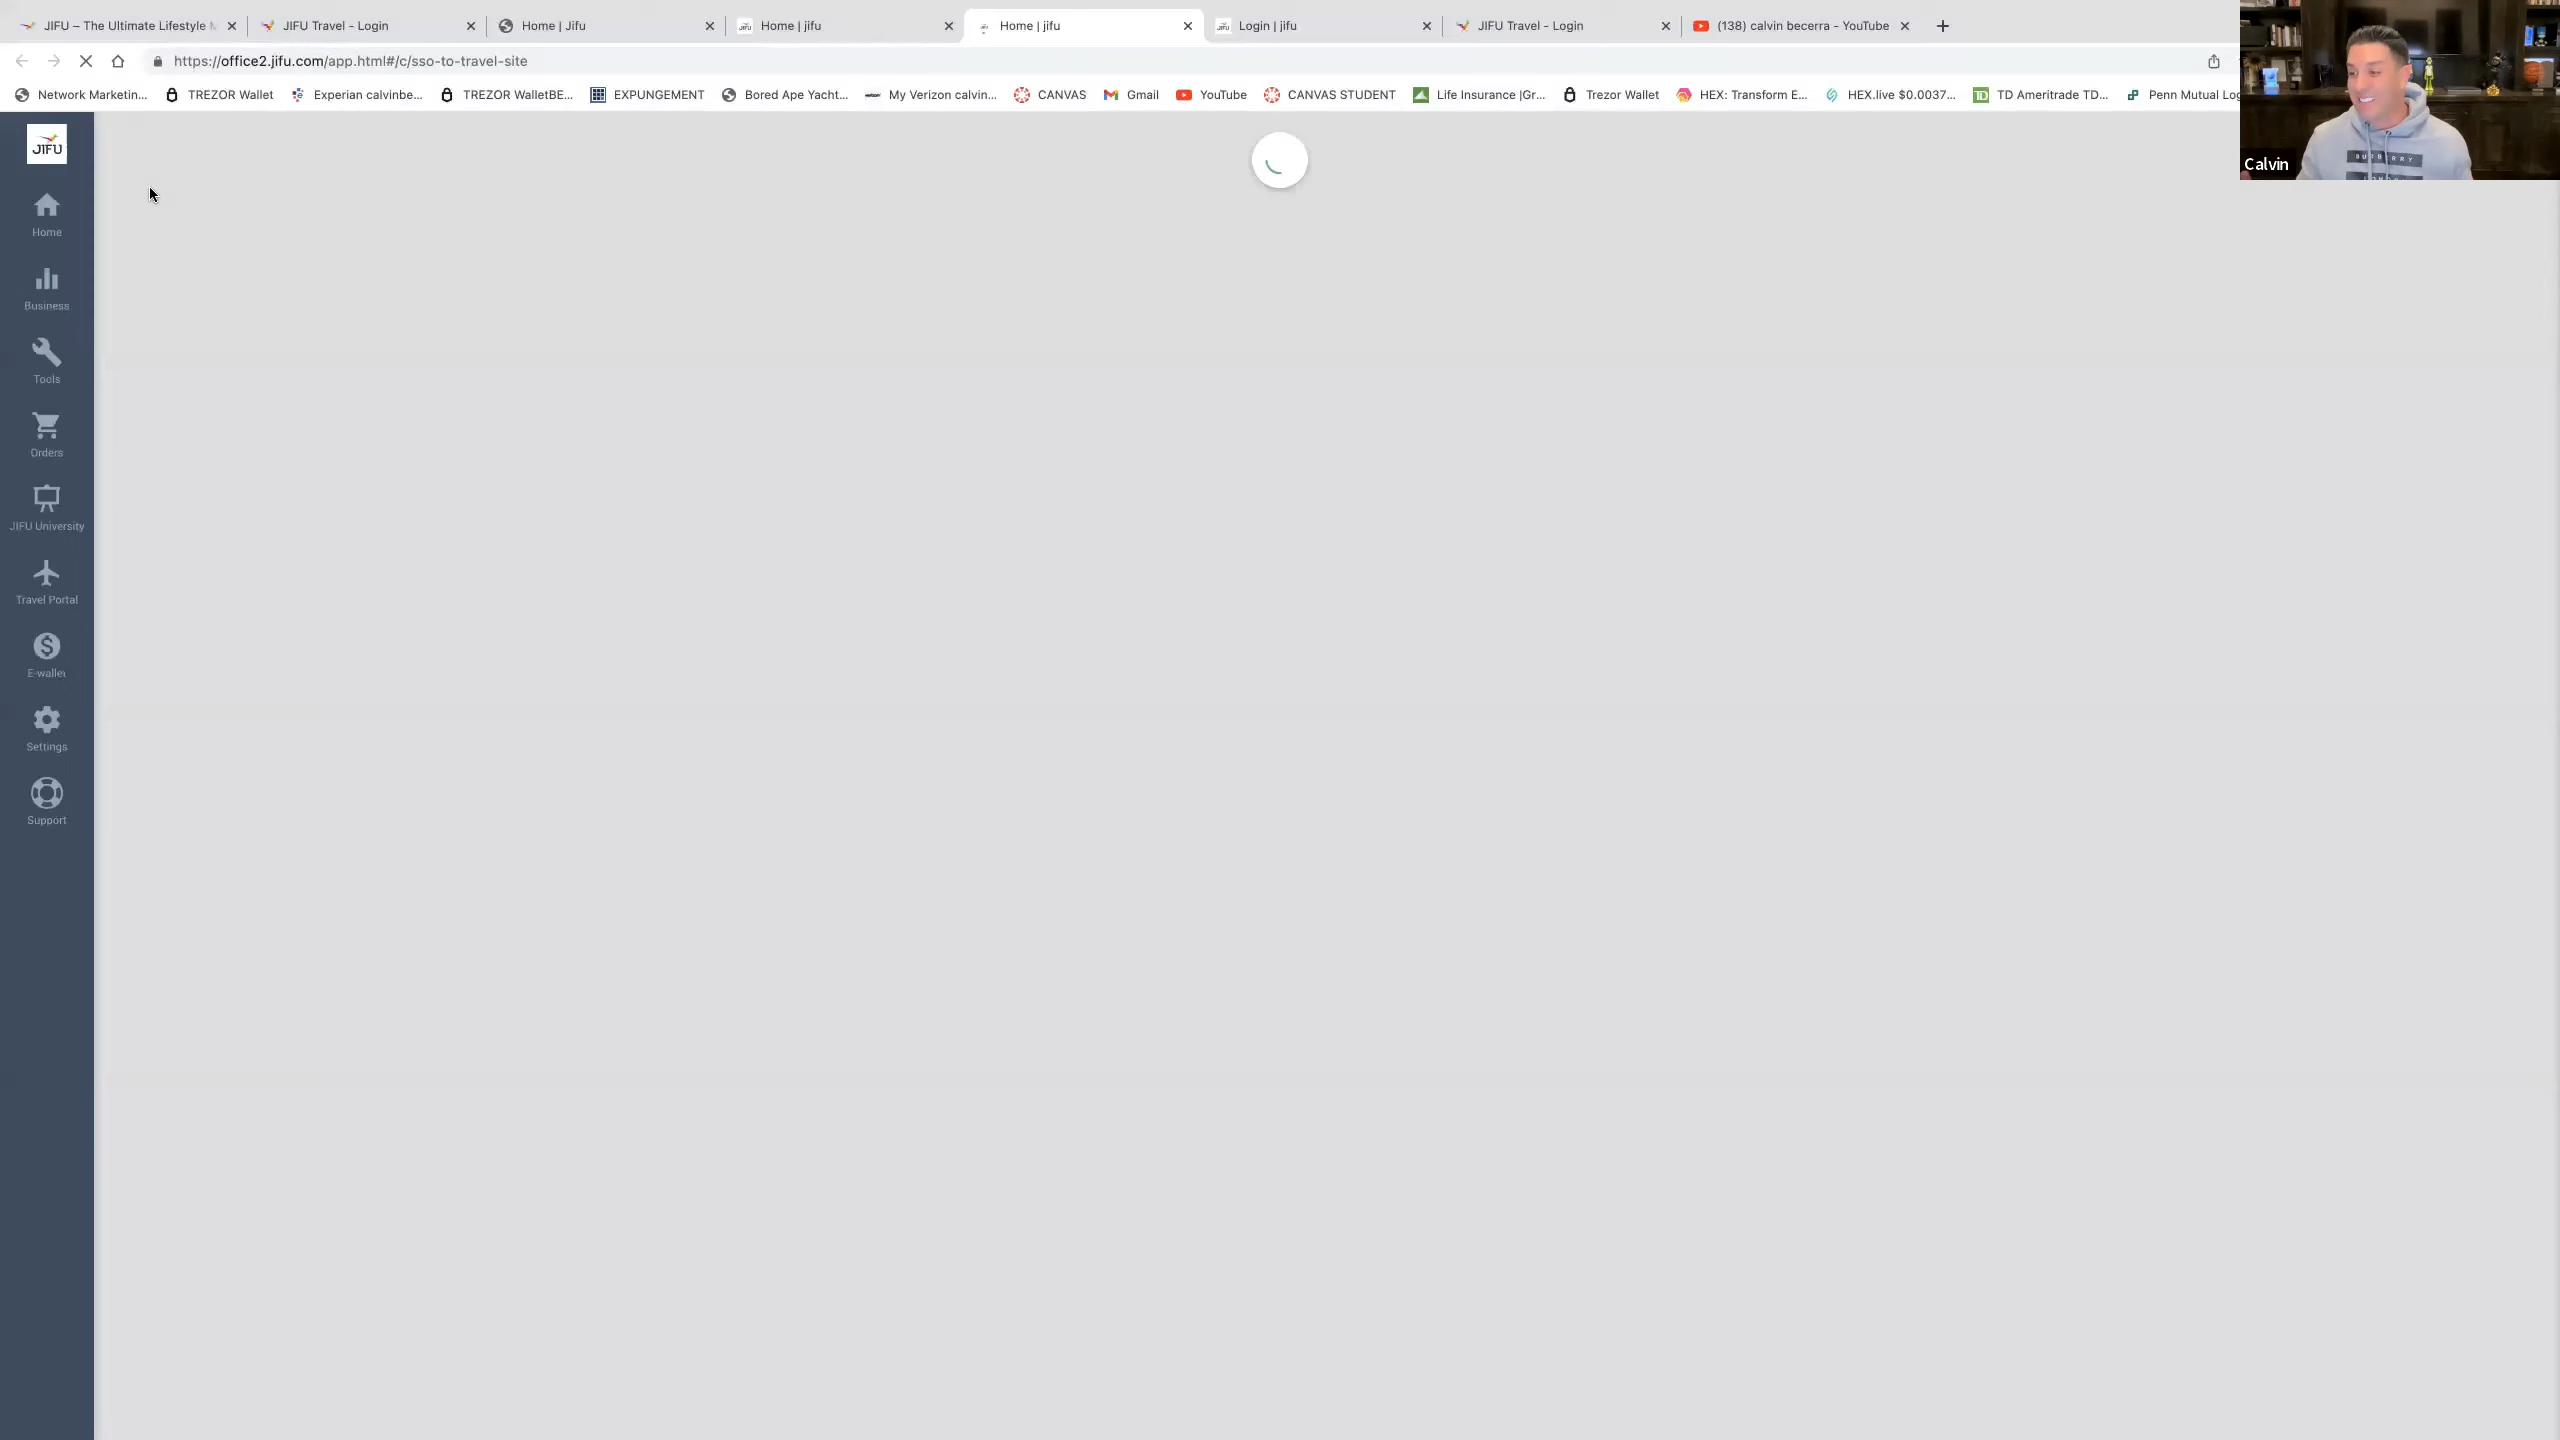 JIFU – The Ultimate Lifestyle
JIFU Travel - Login
Home | Jifu
Home | jifu
Home | jifu
Login | jifu
JIFU Travel - Login
(138) calvin becerra - YouTube
https://office2.jifu.com/app.html#/c/sso-to-travel-site
Network Marketin...
TREZOR Wallet
Experian calvinbe...
TREZOR WalletBE...
EXPUNGEMENT
Bored Ape Yacht...
My Verizon calvin...
CANVAS
Gmail
YouTube
CANVAS STUDENT
Life Insurance |Gr...
Trezor Wallet
HEX: Transform E...
HEX.live $0.0037...
TD Ameritrade TD...
Penn Mutual Log
BURBERRY
Calvin
JIFU
Home
Business
Tools
Orders
JIFU University
Travel Portal
E-wallet
Settings
Support